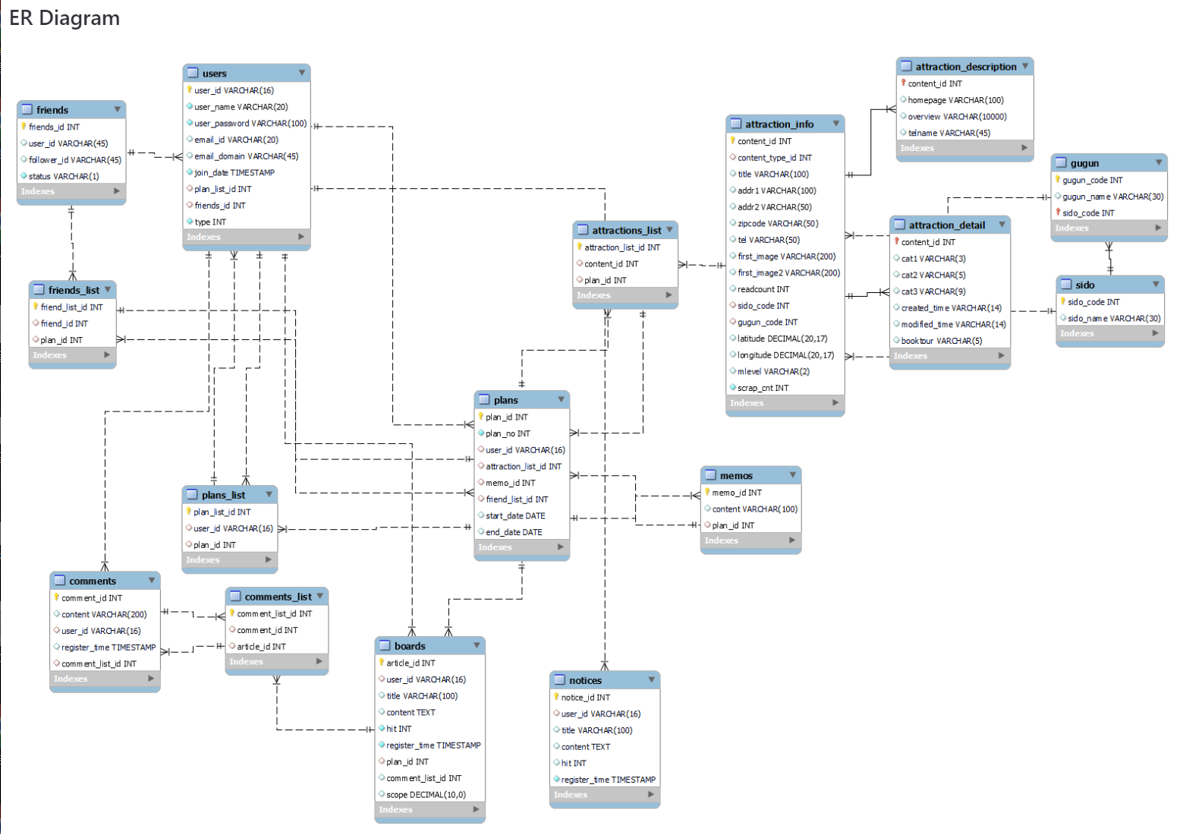 ER Diagram
users
user_id VARCHAR(16)
user_name VARCHAR(20)
user_password VARCHAR(100)
email_id VARCHAR(20)
email_domain VARCHAR(45)
join_date TIMESTAMP
plan_list_id INT
friends_id INT
type INT
Indexes
friends
friends_id INT
user_id VARCHAR(45)
follower_id VARCHAR(45)
status VARCHAR(1)
Indexes
friends_list
friend_list_id INT
friend_id INT
plan_id INT
Indexes
attraction_description
content_id INT
homepage VARCHAR(100)
overview VARCHAR(10000)
telname VARCHAR(45)
Indexes
attraction_info
content_id INT
content_type_id INT
title VARCHAR(100)
addr1 VARCHAR(100)
addr2 VARCHAR(50)
zipcode VARCHAR(50)
tel VARCHAR(50)
first_image VARCHAR(200)
first_image2 VARCHAR(200)
readcount INT
sido_code INT
gugun_code INT
latitude DECIMAL(20,17)
longitude DECIMAL(20,17)
mlevel VARCHAR(2)
scrap_cnt INT
Indexes
gugun
gugun_code INT
gugun_name VARCHAR(30)
sido_code INT
Indexes
attraction_detail
content_id INT
cat1 VARCHAR(3)
cat2 VARCHAR(5)
cat3 VARCHAR(9)
created_time VARCHAR(14)
modified_time VARCHAR(14)
booktour VARCHAR(5)
Indexes
sido
sido_code INT
sido_name VARCHAR(30)
Indexes
attractions_list
attraction_list_id INT
content_id INT
plan_id INT
Indexes
plans
plan_id INT
plan_no INT
user_id VARCHAR(16)
attraction_list_id INT
memo_id INT
friend_list_id INT
start_date DATE
end_date DATE
Indexes
memos
memo_id INT
content VARCHAR(100)
plan_id INT
Indexes
plans_list
plan_list_id INT
user_id VARCHAR(16)
plan_id INT
Indexes
comments
comment_id INT
content VARCHAR(200)
user_id VARCHAR(16)
register_time TIMESTAMP
comment_list_id INT
Indexes
comments_list
comment_list_id INT
comment_id INT
article_id INT
Indexes
boards
article_id INT
user_id VARCHAR(16)
title VARCHAR(100)
content TEXT
hit INT
register_time TIMESTAMP
plan_id INT
comment_list_id INT
scope DECIMAL(10,0)
Indexes
notices
notice_id INT
user_id VARCHAR(16)
title VARCHAR(100)
content TEXT
hit INT
register_time TIMESTAMP
Indexes